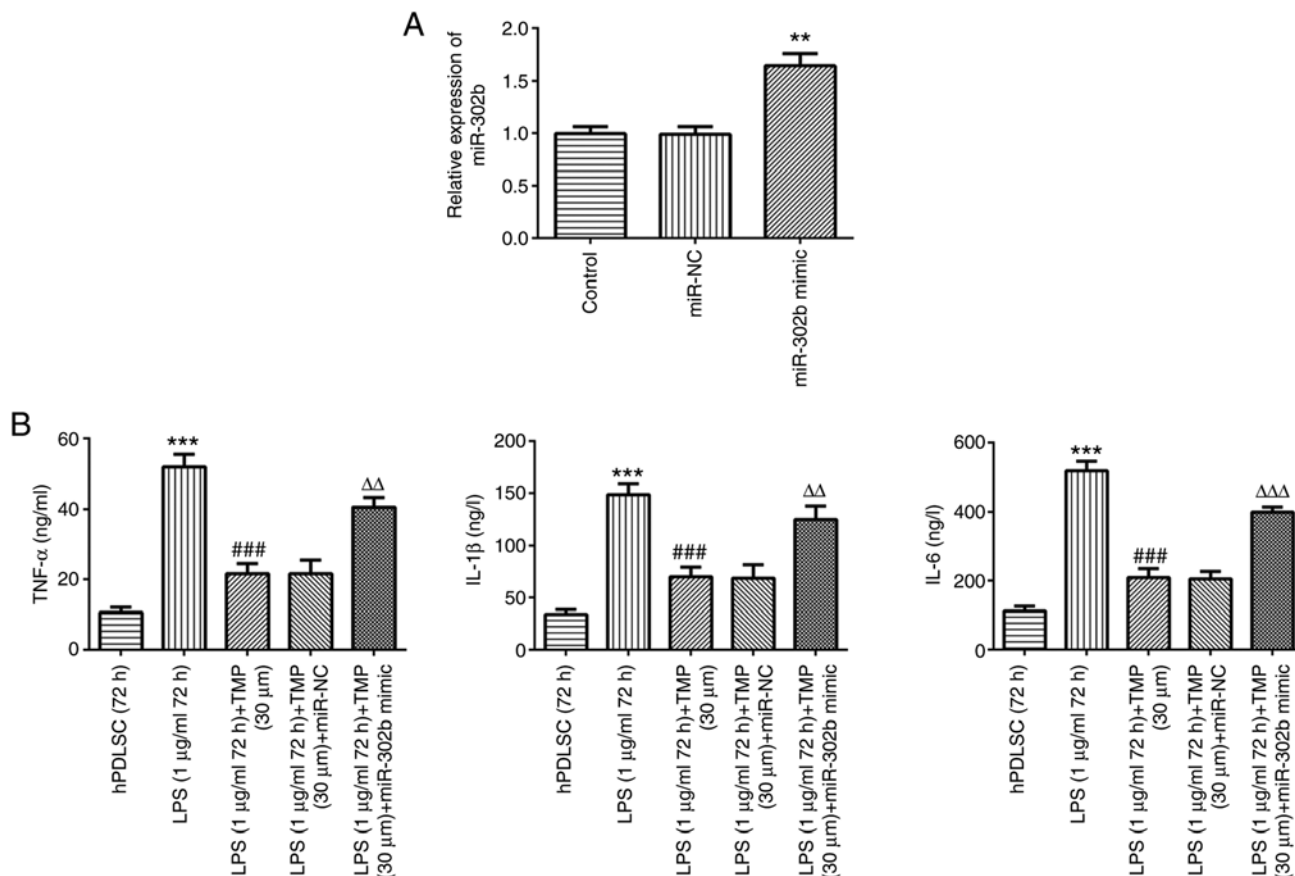 A
Relative expression of
miR-302b
2.0
1.5
1.0
0.5
0.0
**
Control
miR-NC
miR-302b mimic
B
TNF-α (ng/ml)
60
40
20
0
***
###
ΔΔ
hPDLSC (72 h)
LPS (1 μg/ml 72 h)
LPS (1 μg/ml 72 h)+TMP
(30 μm)
LPS (1 μg/ml 72 h)+TMP
(30 μm)+miR-NC
LPS (1 μg/ml 72 h)+TMP
(30 μm)+miR-302b mimic
IL-1β (ng/l)
200
150
100
50
0
***
###
ΔΔ
hPDLSC (72 h)
LPS (1 μg/ml 72 h)
LPS (1 μg/ml 72 h)+TMP
(30 μm)
LPS (1 μg/ml 72 h)+TMP
(30 μm)+miR-NC
LPS (1 μg/ml 72 h)+TMP
(30 μm)+miR-302b mimic
IL-6 (ng/l)
600
400
200
0
***
###
ΔΔΔ
hPDLSC (72 h)
LPS (1 μg/ml 72 h)
LPS (1 μg/ml 72 h)+TMP
(30 μm)
LPS (1 μg/ml 72 h)+TMP
(30 μm)+miR-NC
LPS (1 μg/ml 72 h)+TMP
(30 μm)+miR-302b mimic